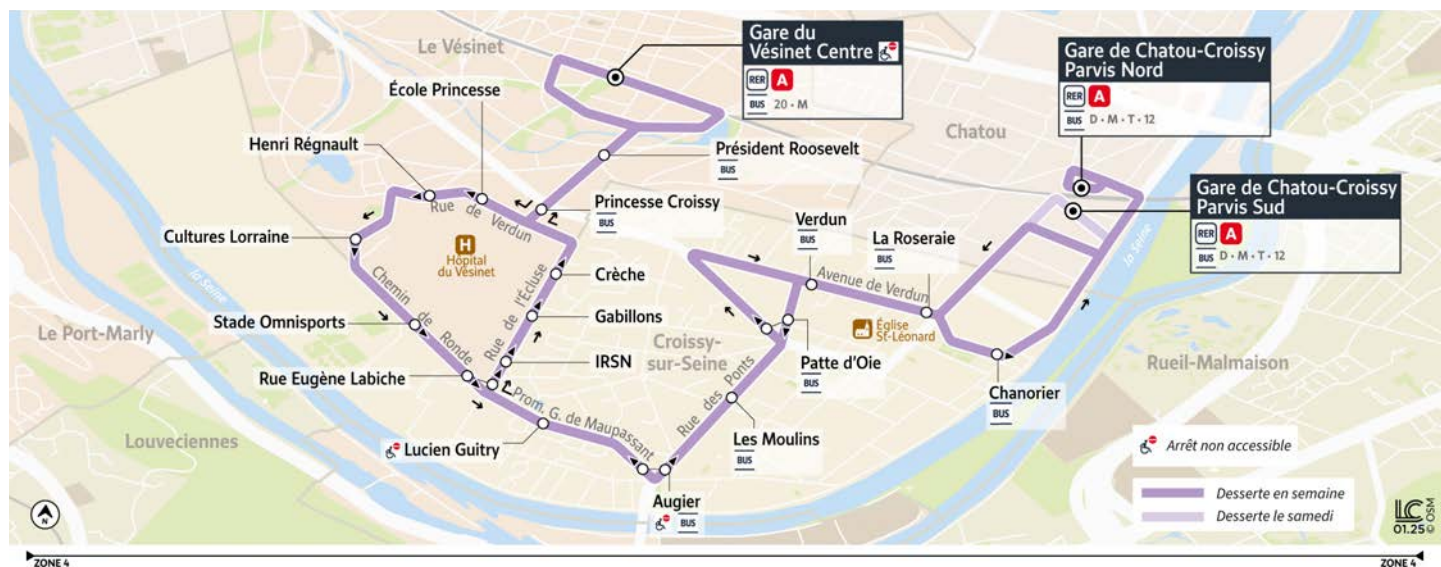 Le Vésinet
Gare du
Vésinet Centre
RER A
BUS 20 • M
Gare de Chatou-Croissy
Parvis Nord
RER A
BUS D • M • T • 12
École Princesse
Chatou
Henri Régnault
Président Roosevelt
BUS
Gare de Chatou-Croissy
Parvis Sud
RER A
BUS D • M • T • 12
Princesse Croissy
BUS
Rue de Verdun
Verdun
BUS
Cultures Lorraine
H
Hôpital
du Vésinet
La Roseraie
BUS
la Seine
la Seine
Crèche
Avenue de Verdun
Chemin de Ronde
Rue de l'Écluse
Stade Omnisports
Gabillons
Église
St-Léonard
Le Port-Marly
Croissy-
sur-Seine
IRSN
Patte d'Oie
BUS
Rueil-Malmaison
Rue Eugène Labiche
Rue des Ponts
Chanorier
BUS
Prom. G. de Maupassant
Louveciennes
Lucien Guitry
Les Moulins
BUS
Arrêt non accessible
Augier
BUS
Desserte en semaine
Desserte le samedi
N
LC
01.25
© OSM
ZONE 4
ZONE 4